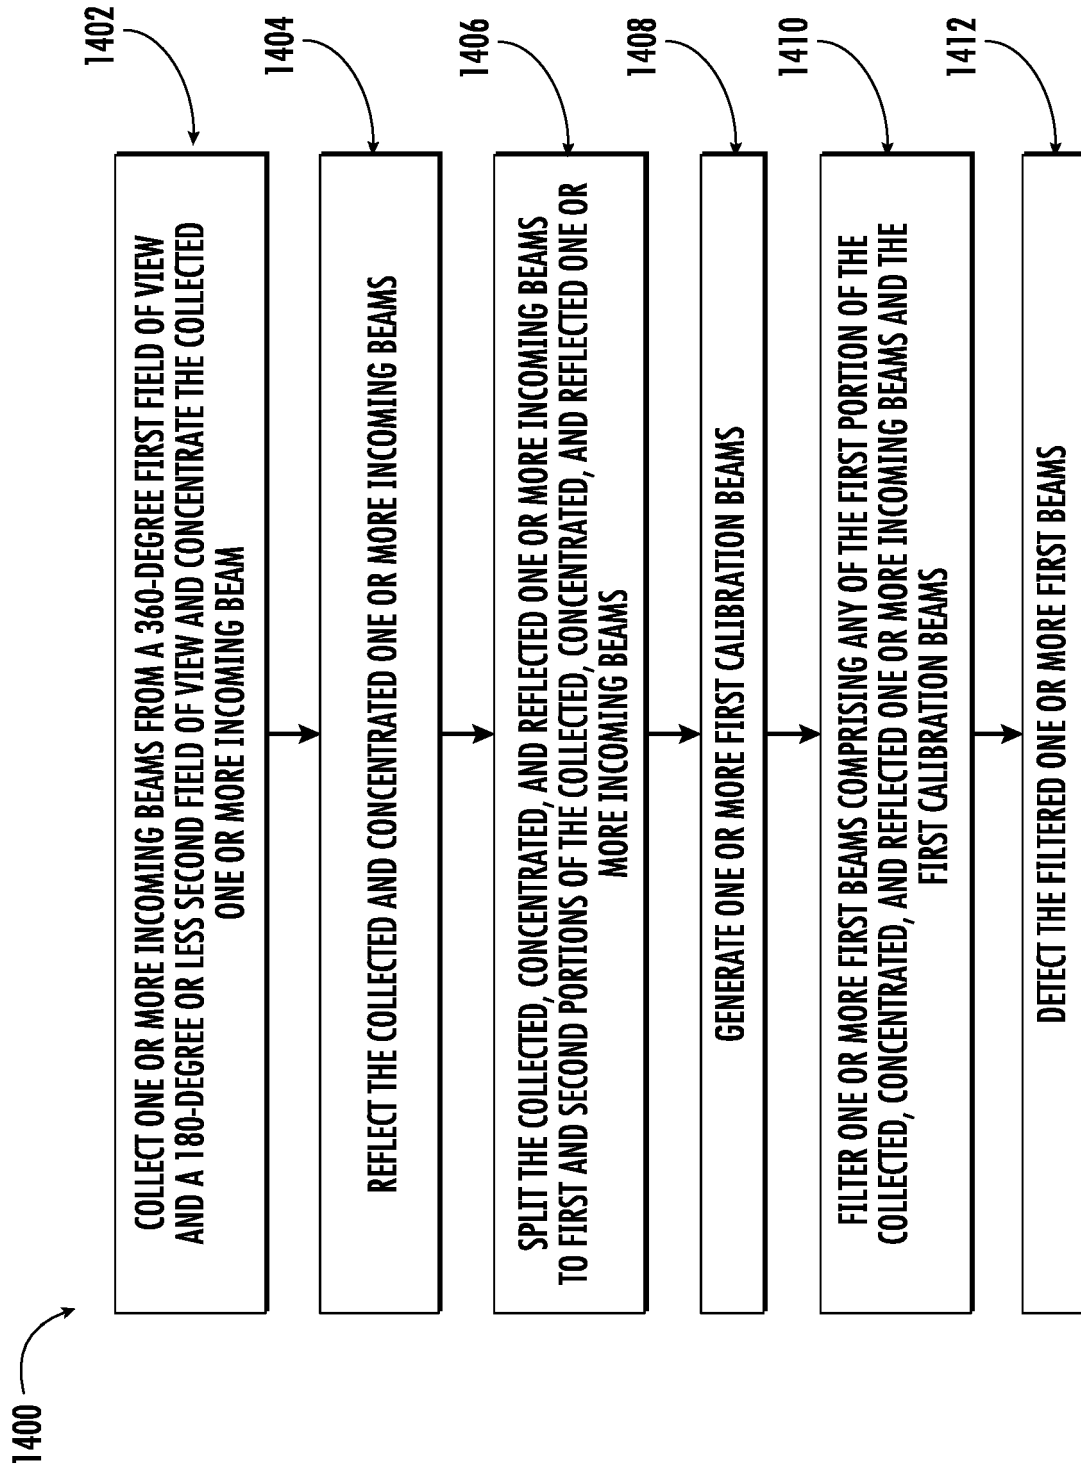 1400
1402
COLLECT ONE OR MORE INCOMING BEAMS FROM A 360-DEGREE FIRST FIELD OF VIEW
AND A 180-DEGREE OR LESS SECOND FIELD OF VIEW AND CONCENTRATE THE COLLECTED
ONE OR MORE INCOMING BEAM
1404
REFLECT THE COLLECTED AND CONCENTRATED ONE OR MORE INCOMING BEAMS
1406
SPLIT THE COLLECTED, CONCENTRATED, AND REFLECTED ONE OR MORE INCOMING BEAMS
TO FIRST AND SECOND PORTIONS OF THE COLLECTED, CONCENTRATED, AND REFLECTED ONE OR
MORE INCOMING BEAMS
1408
GENERATE ONE OR MORE FIRST CALIBRATION BEAMS
1410
FILTER ONE OR MORE FIRST BEAMS COMPRISING ANY OF THE FIRST PORTION OF THE
COLLECTED, CONCENTRATED, AND REFLECTED ONE OR MORE INCOMING BEAMS AND THE
FIRST CALIBRATION BEAMS
1412
DETECT THE FILTERED ONE OR MORE FIRST BEAMS